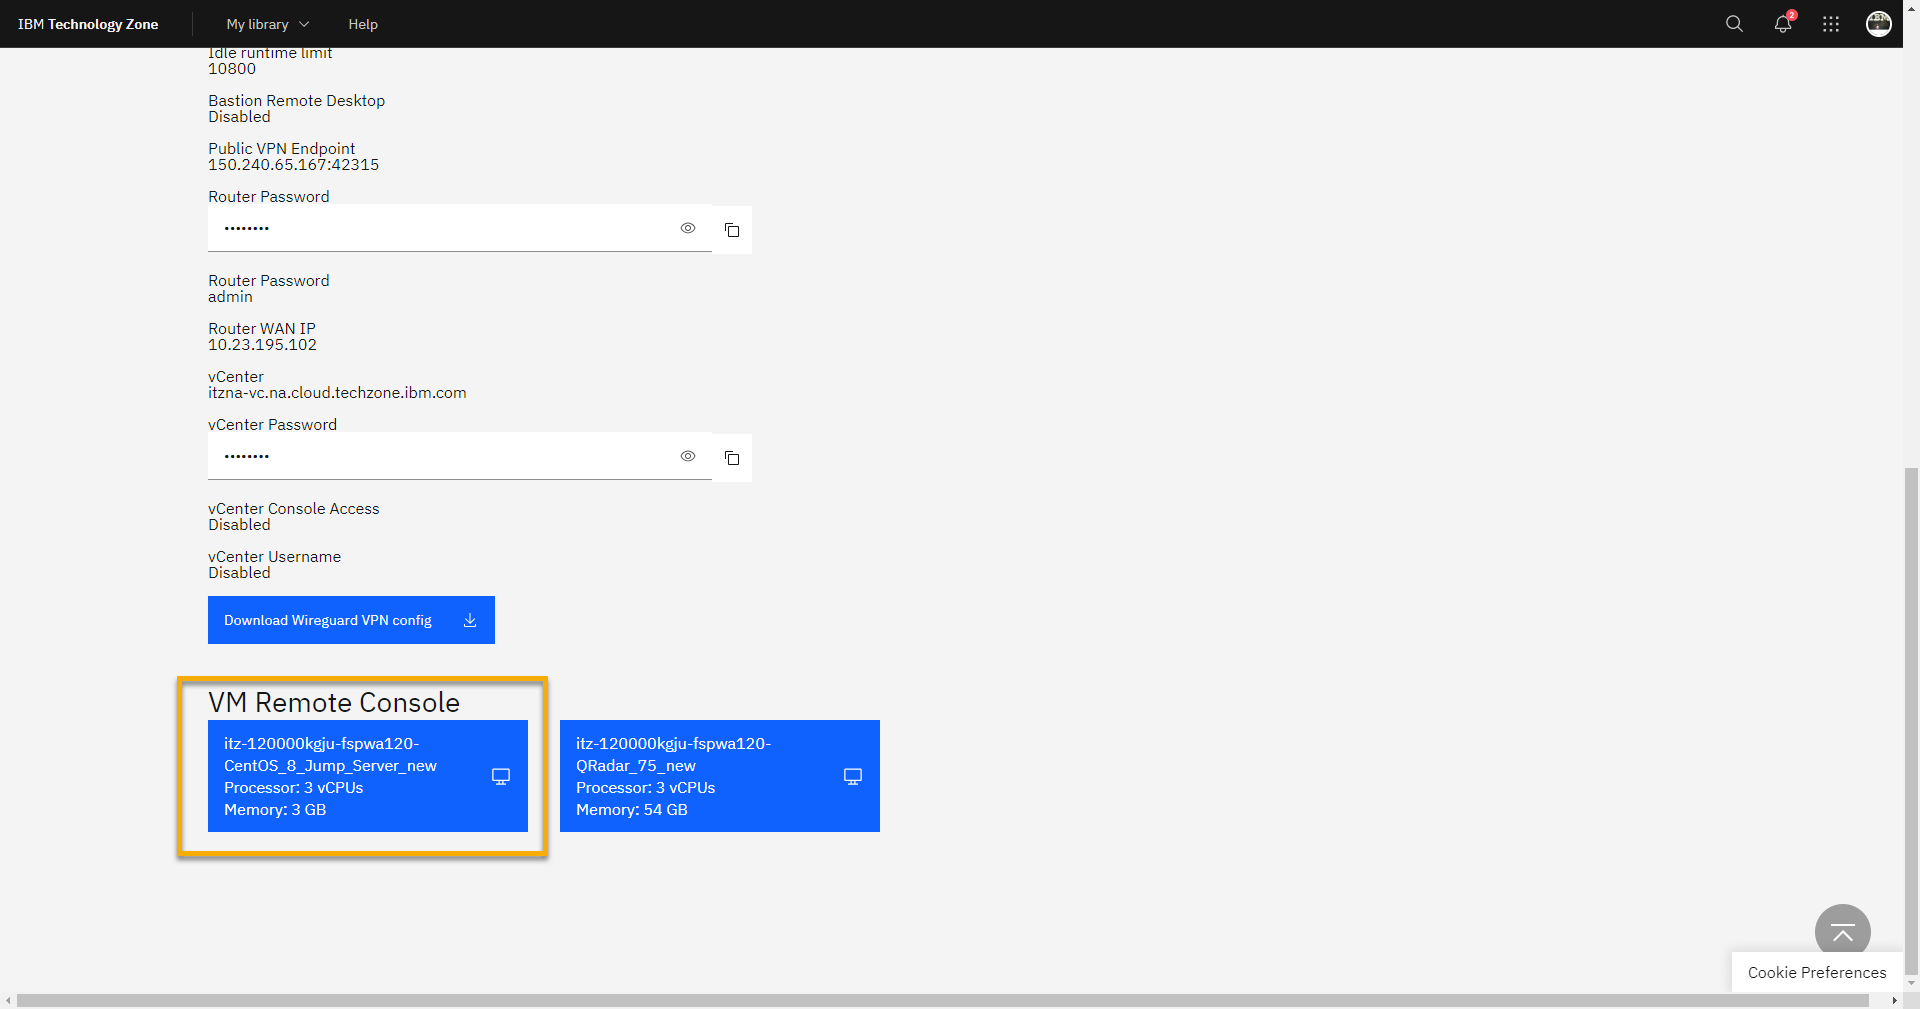 IBM Technology Zone
My library
Help
2
Idle runtime limit
10800
Bastion Remote Desktop
Disabled
Public VPN Endpoint
150.240.65.167:42315
Router Password
••••••••
Router Password
admin
Router WAN IP
10.23.195.102
vCenter
itzna-vc.na.cloud.techzone.ibm.com
vCenter Password
••••••••
vCenter Console Access
Disabled
vCenter Username
Disabled
Download Wireguard VPN config
VM Remote Console
itz-120000kgju-fspwa120-
CentOS_8_Jump_Server_new
Processor: 3 vCPUs
Memory: 3 GB
itz-120000kgju-fspwa120-
QRadar_75_new
Processor: 3 vCPUs
Memory: 54 GB
Cookie Preferences